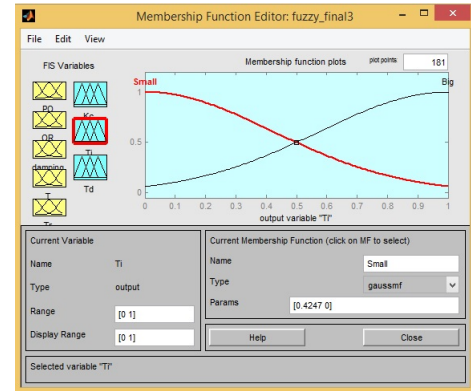 Membership Function Editor: fuzzy_final3
File Edit View
FIS Variables
Membership function plots
plot points:
181
PO
Kc
OR
Ti
damping
Td
T
Small
Big
1
0.5
0
0 0.1 0.2 0.3 0.4 0.5 0.6 0.7 0.8 0.9 1
output variable "Ti"
Current Variable
Name Ti
Type output
Range [0 1]
Display Range [0 1]
Current Membership Function (click on MF to select)
Name Small
Type gaussmf
Params [0.4247 0]
Help Close
Selected variable "Ti"